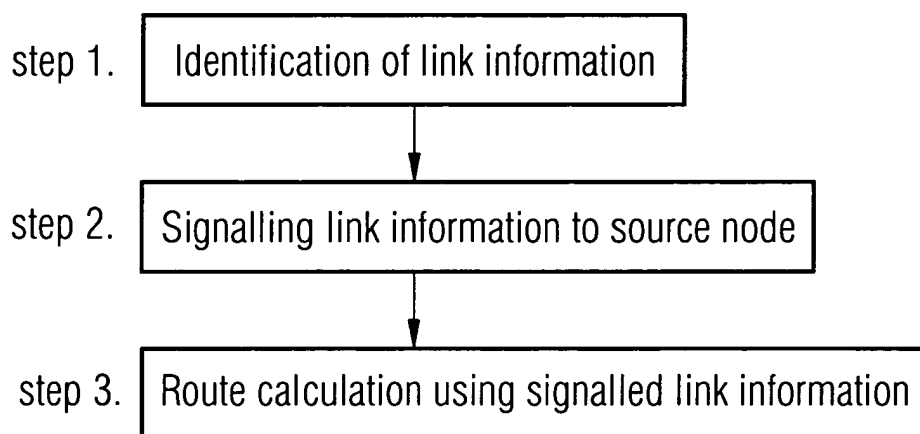 step 1. Identification of link information
step 2. Signalling link information to source node
step 3. Route calculation using signalled link information